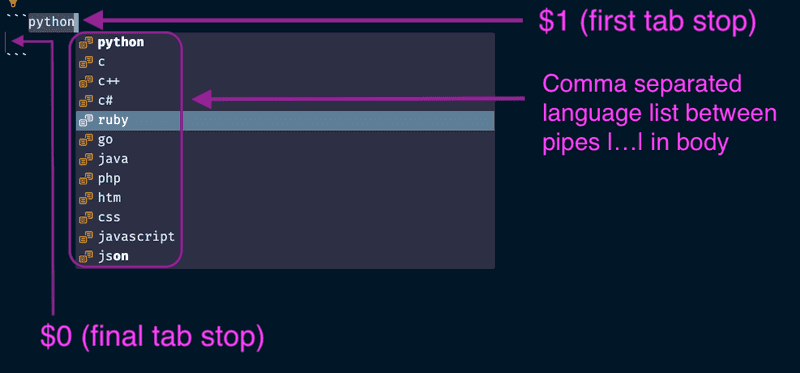 ```python
$1 (first tab stop)
```
python
c
c++
c#
ruby
go
java
php
htm
css
javascript
json
Comma separated
language list between
pipes |...| in body
$0 (final tab stop)